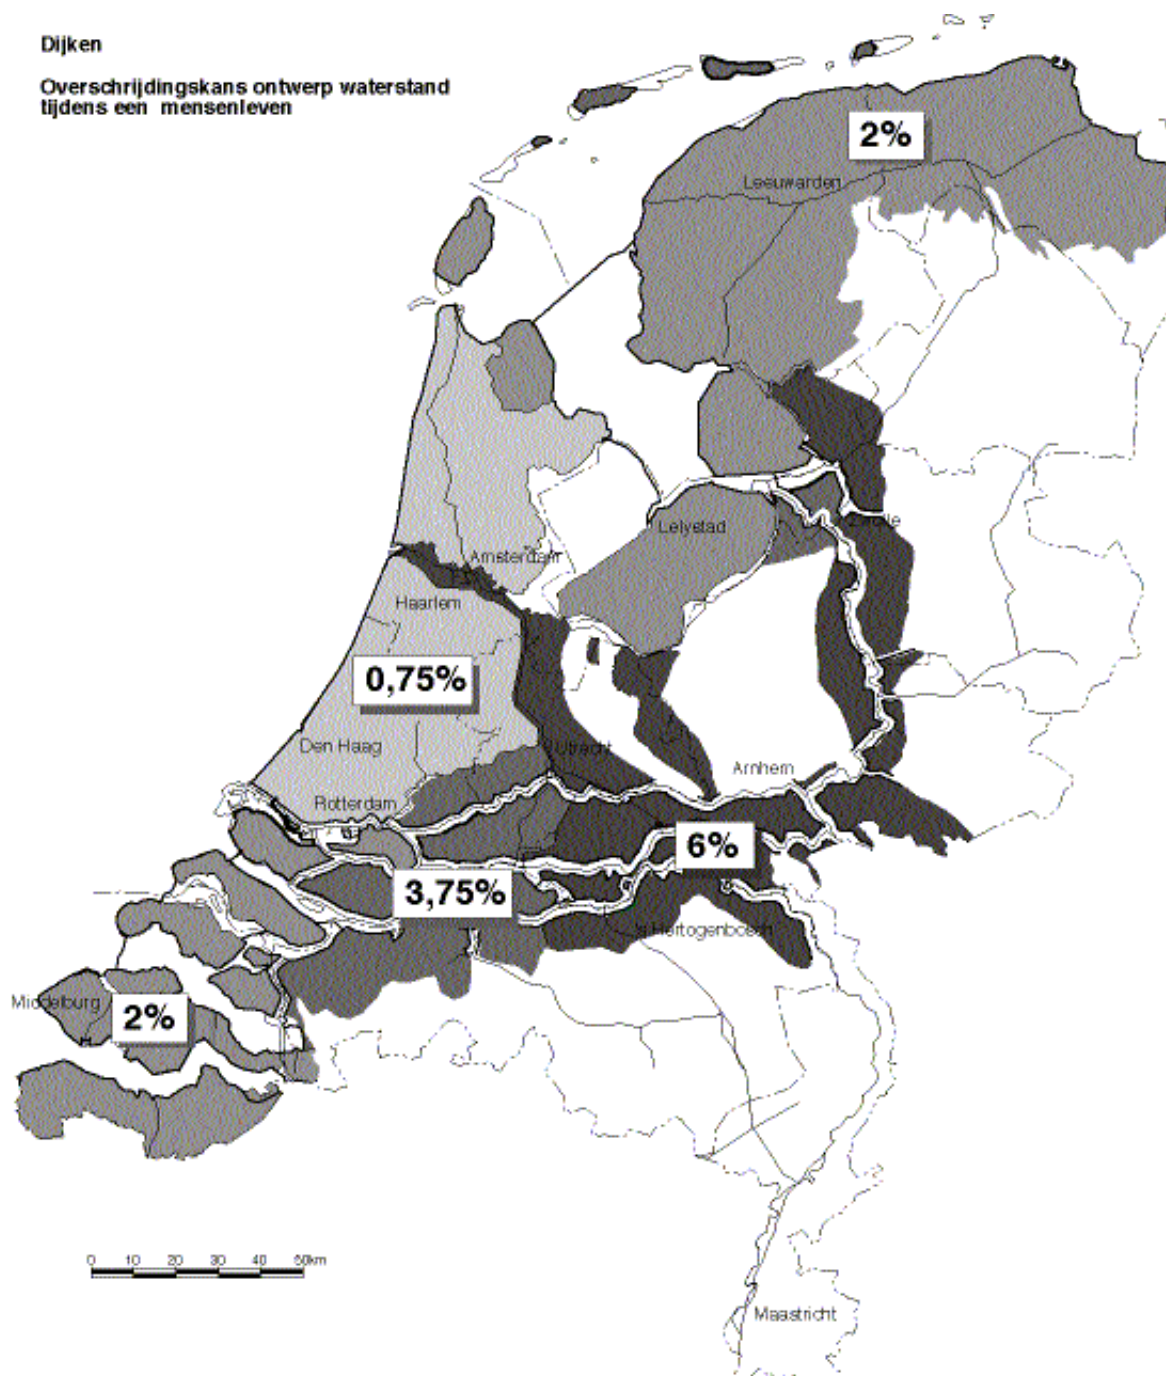 Dijken
Overschrijdingskans ontwerp waterstand
tijdens een mensenleven
2%
Leeuwarden
Zwolle
Lelystad
Amsterdam
Haarlem
0,75%
Den Haag
Utrecht
Arnhem
Rotterdam
6%
3,75%
's Hertogenbosch
Middelburg
2%
0 10 20 30 40 50km
Maastricht